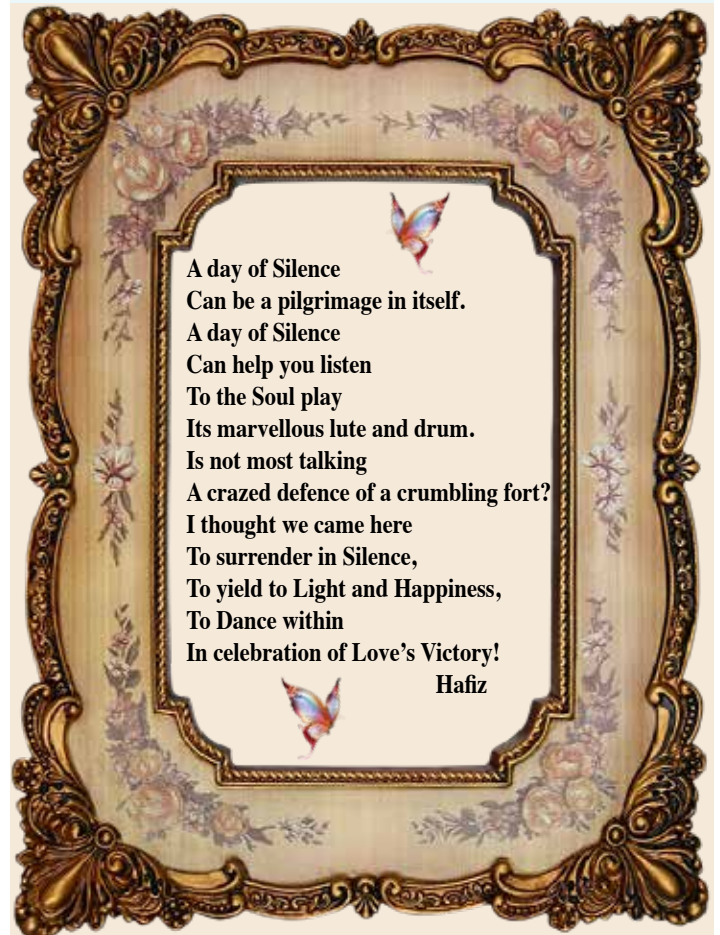 A day of Silence
Can be a pilgrimage in itself.
A day of Silence
Can help you listen
To the Soul play
Its marvellous lute and drum.
Is not most talking
A crazed defence of a crumbling fort?
I thought we came here
To surrender in Silence,
To yield to Light and Happiness,
To Dance within
In celebration of Love’s Victory!
Hafiz